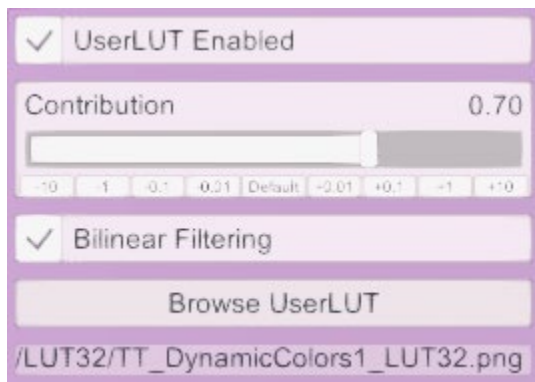 UserLUT Enabled
Contribution 0.70
-10 -1 -0.1 -0.01 Default +0.01 +0.1 +1 +10
Bilinear Filtering
Browse UserLUT
/LUT32/TT_DynamicColors1_LUT32.png